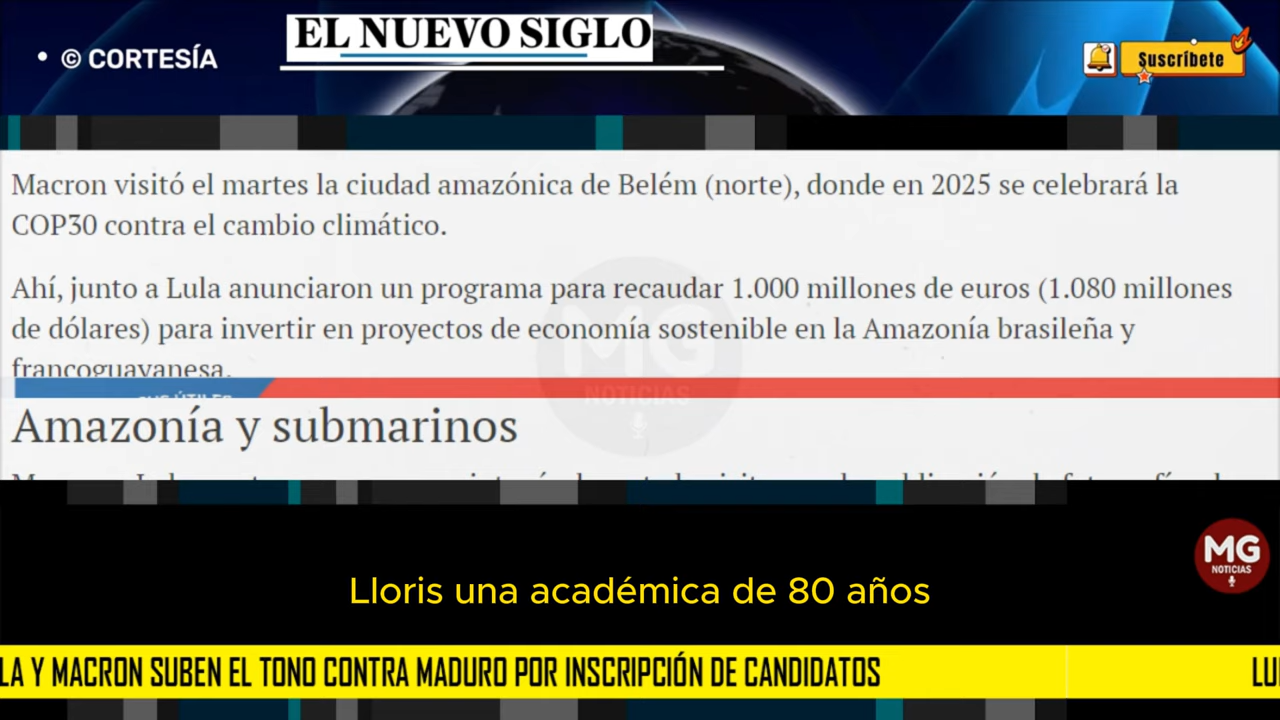 • © CORTESÍA
EL NUEVO SIGLO
Suscríbete
Macron visitó el martes la ciudad amazónica de Belém (norte), donde en 2025 se celebrará la
COP30 contra el cambio climático.
Ahí, junto a Lula anunciaron un programa para recaudar 1.000 millones de euros (1.080 millones
de dólares) para invertir en proyectos de economía sostenible en la Amazonía brasileña y
francoguayanesa.
MG
NOTICIAS
Amazonía y submarinos
MG
NOTICIAS
Lloris una académica de 80 años
LA Y MACRON SUBEN EL TONO CONTRA MADURO POR INSCRIPCIÓN DE CANDIDATOS
LU